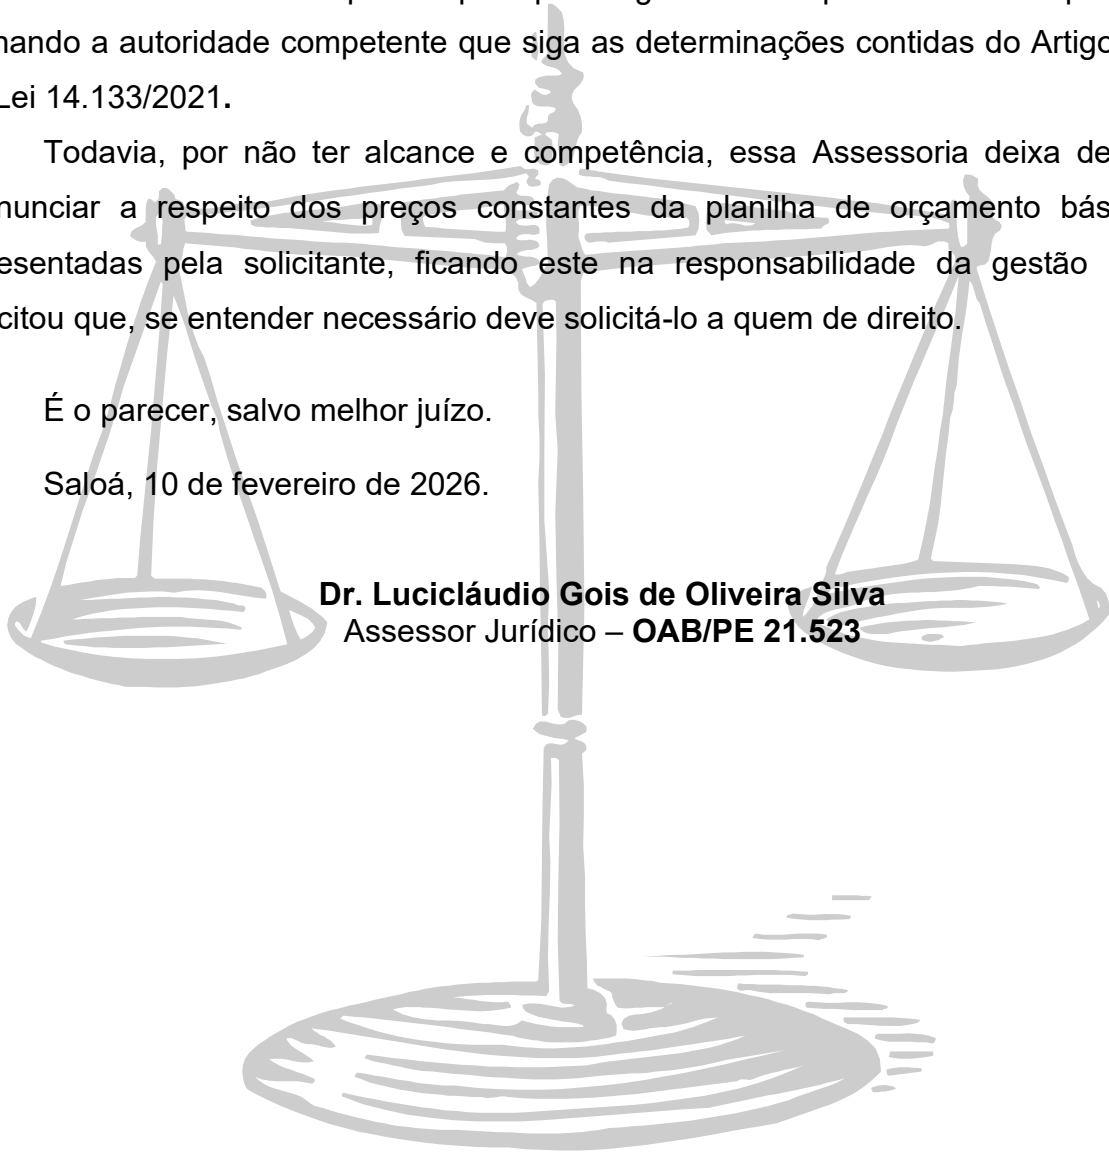 nando a autoridade competente que siga as determinações contidas do Artigo
Lei 14.133/2021.
Todavia, por não ter alcance e competência, essa Assessoria deixa de
nunciar a respeito dos preços constantes da planilha de orçamento bás
esentadas pela solicitante, ficando este na responsabilidade da gestão
citou que, se entender necessário deve solicitá-lo a quem de direito.
É o parecer, salvo melhor juízo.
Saloá, 10 de fevereiro de 2026.
Dr. Lucicláudio Gois de Oliveira Silva
Assessor Jurídico – OAB/PE 21.523